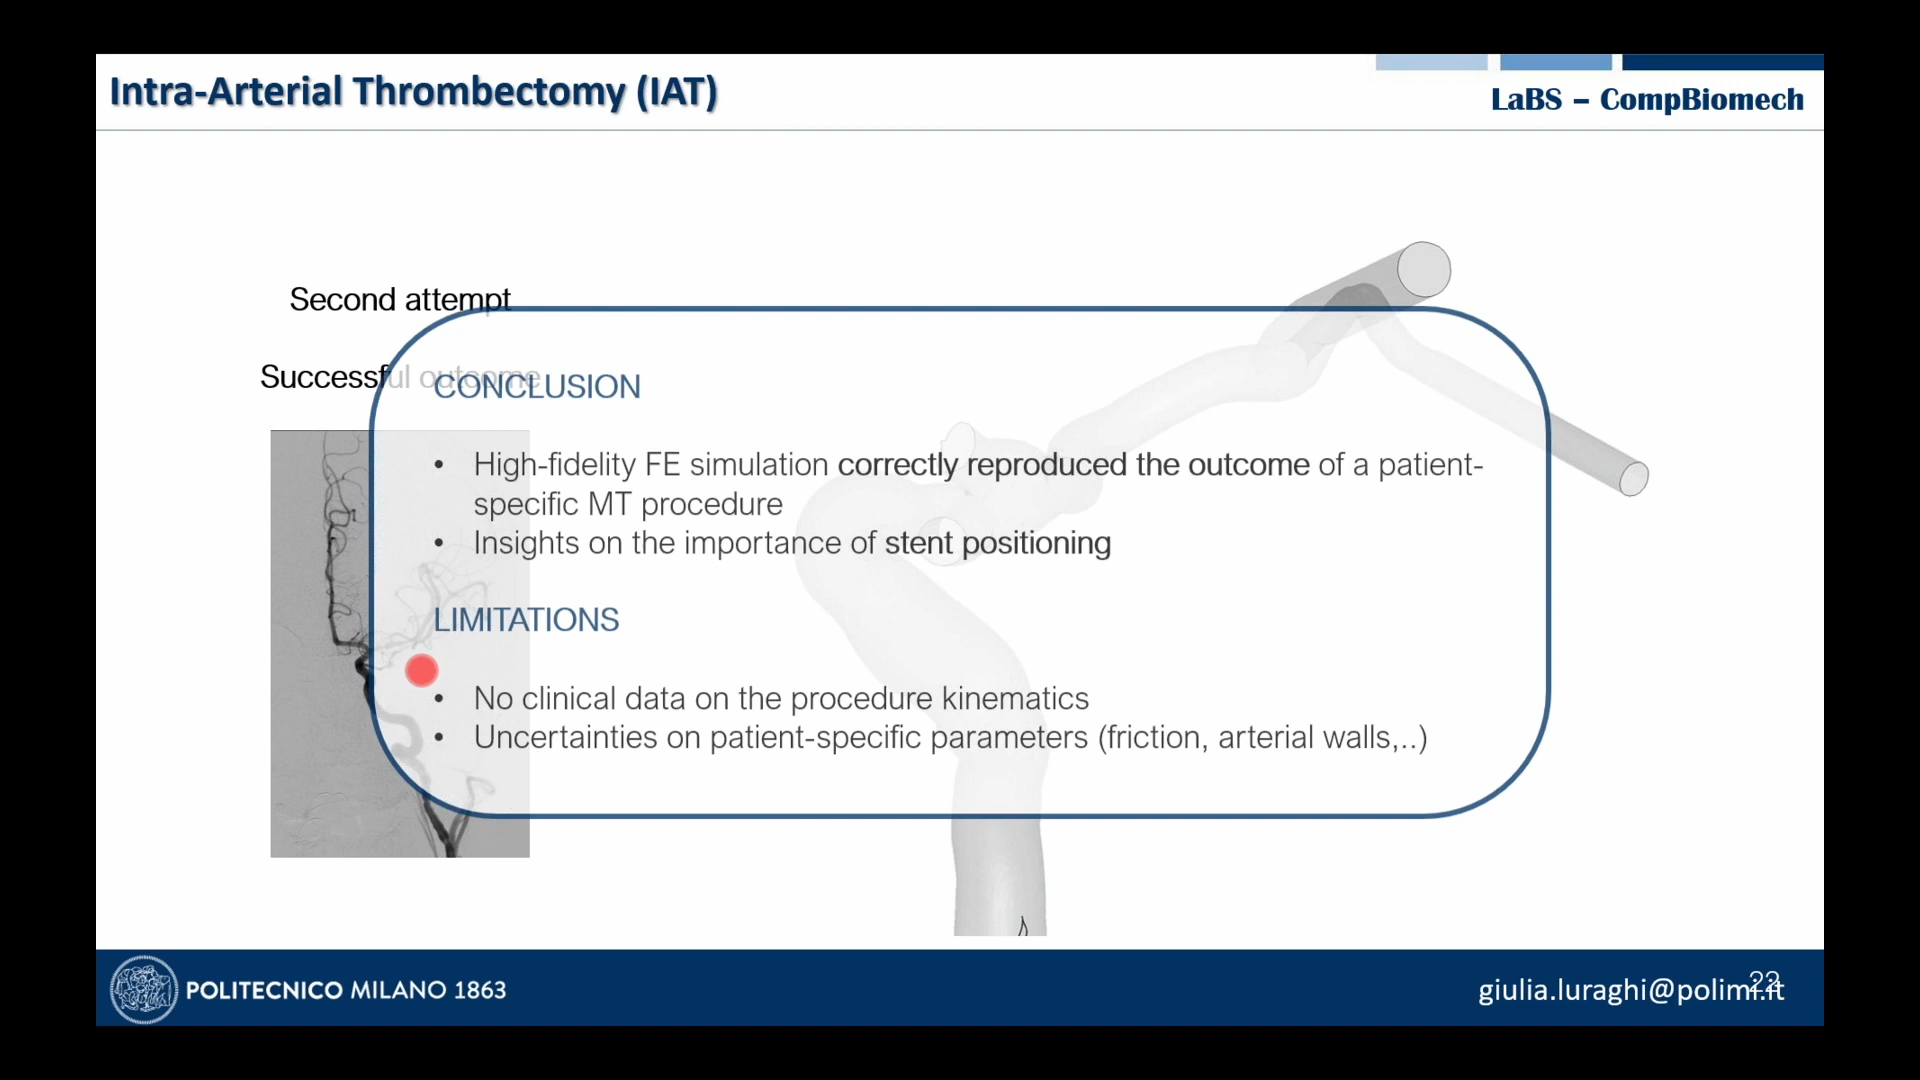 Intra-Arterial Thrombectomy (IAT)
LaBS – CompBiomech
Second attempt
Successful outcome
CONCLUSION
• High-fidelity FE simulation correctly reproduced the outcome of a patient-
specific MT procedure
• Insights on the importance of stent positioning
LIMITATIONS
• No clinical data on the procedure kinematics
• Uncertainties on patient-specific parameters (friction, arterial walls,..)
POLITECNICO MILANO 1863
giulia.luraghi@polimi.it